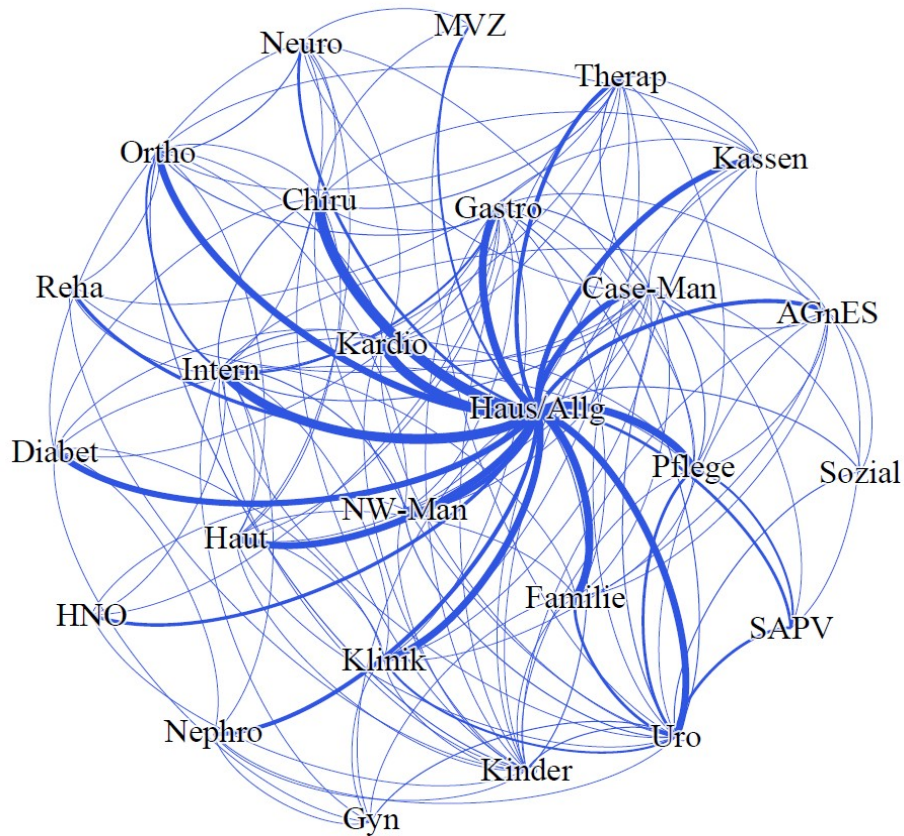 MVZ
Neuro
Therap
Ortho
Kassen
Chiru
Gastro
Reha
Case-Man
AGnES
Kardio
Intern
Haus/Allg
Diabet
Pflege
Sozial
NW-Man
Haut
Familie
HNO
SAPV
Klinik
Nephro
Uro
Kinder
Gyn